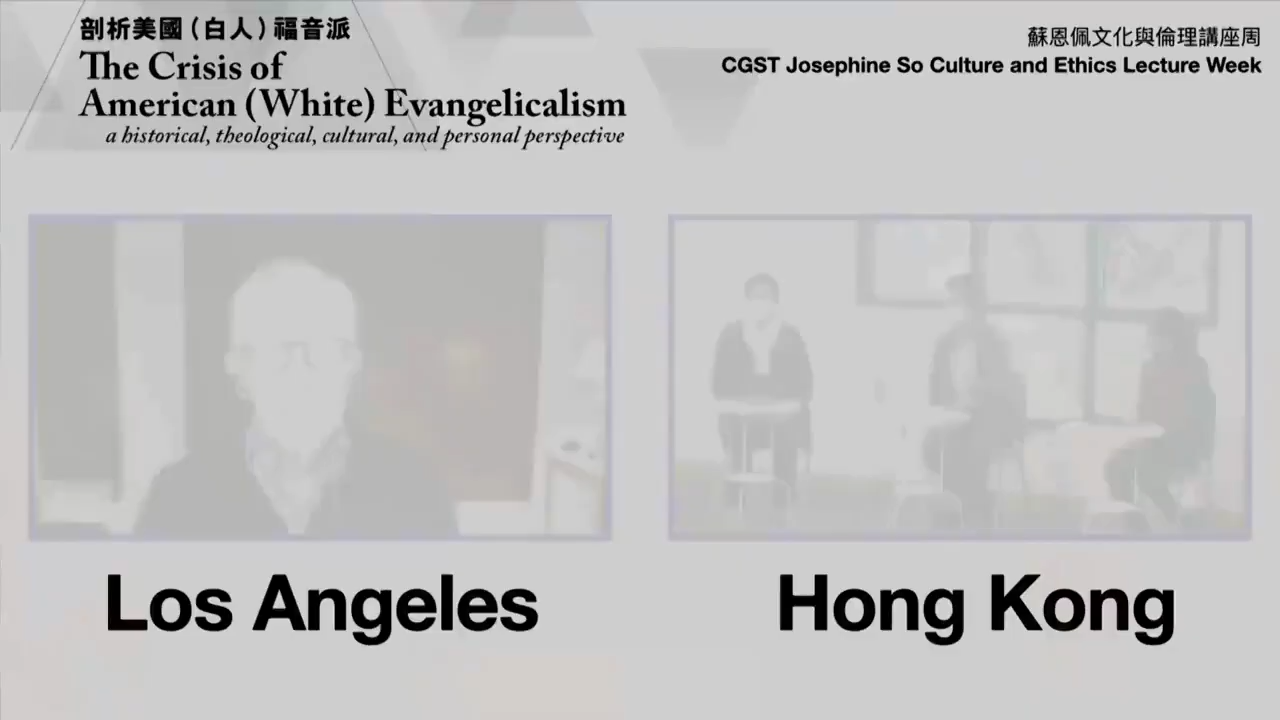 剖析美國（白人）福音派
The Crisis of
American (White) Evangelicalism
a historical, theological, cultural, and personal perspective
蘇恩佩文化與倫理講座周
CGST Josephine So Culture and Ethics Lecture Week
Los Angeles
Hong Kong